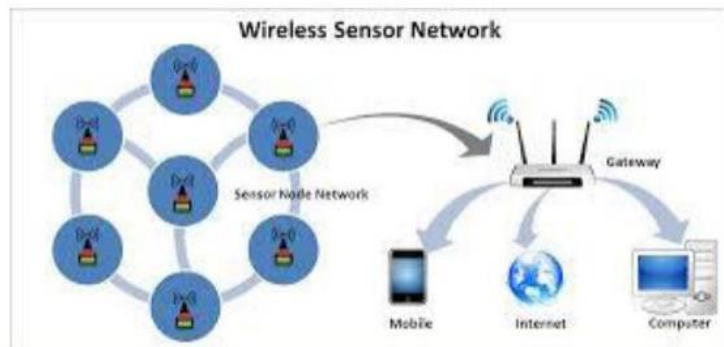 Wireless Sensor Network
Gateway
Sensor Node Network
Mobile
Internet
Computer